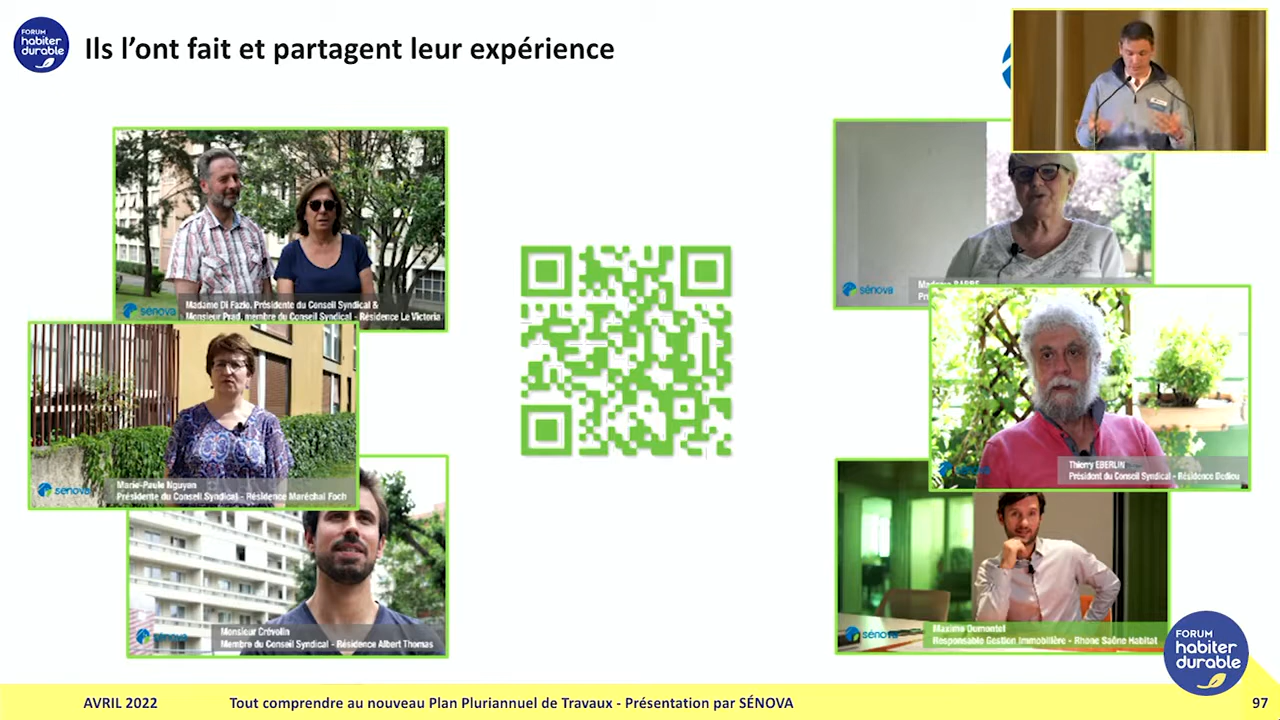 FORUM
habiter
durable
Ils l’ont fait et partagent leur expérience
Madame Di Fazio, Présidente du Conseil Syndical &
Monsieur Prad, membre du Conseil Syndical - Résidence Le Victoria
sénova
Marie-Paule Nguyen
Présidente du Conseil Syndical - Résidence Maréchal Foch
sénova
Monsieur Crévolin
Membre du Conseil Syndical - Résidence Albert Thomas
sénova
sénova
Thierry EBERLIN
Président du Conseil Syndical - Résidence Dedieu
Maxime Dumontet
Responsable Gestion Immobilière - Rhone Saône Habitat
sénova
FORUM
habiter
durable
AVRIL 2022
Tout comprendre au nouveau Plan Pluriannuel de Travaux - Présentation par SÉNOVA
97